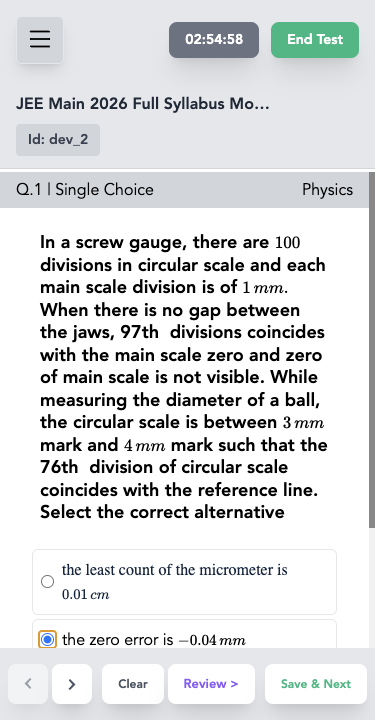 02:54:58
End Test
JEE Main 2026 Full Syllabus Mo...
Id: dev_2
Q.1 | Single Choice
Physics
In a screw gauge, there are 100
divisions in circular scale and each
main scale division is of 1 mm.
When there is no gap between
the jaws, 97th divisions coincides
with the main scale zero and zero
of main scale is not visible. While
measuring the diameter of a ball,
the circular scale is between 3 mm
mark and 4 mm mark such that the
76th division of circular scale
coincides with the reference line.
Select the correct alternative
the least count of the micrometer is
0.01 cm
the zero error is −0.04 mm
<
>
Clear
Review >
Save & Next